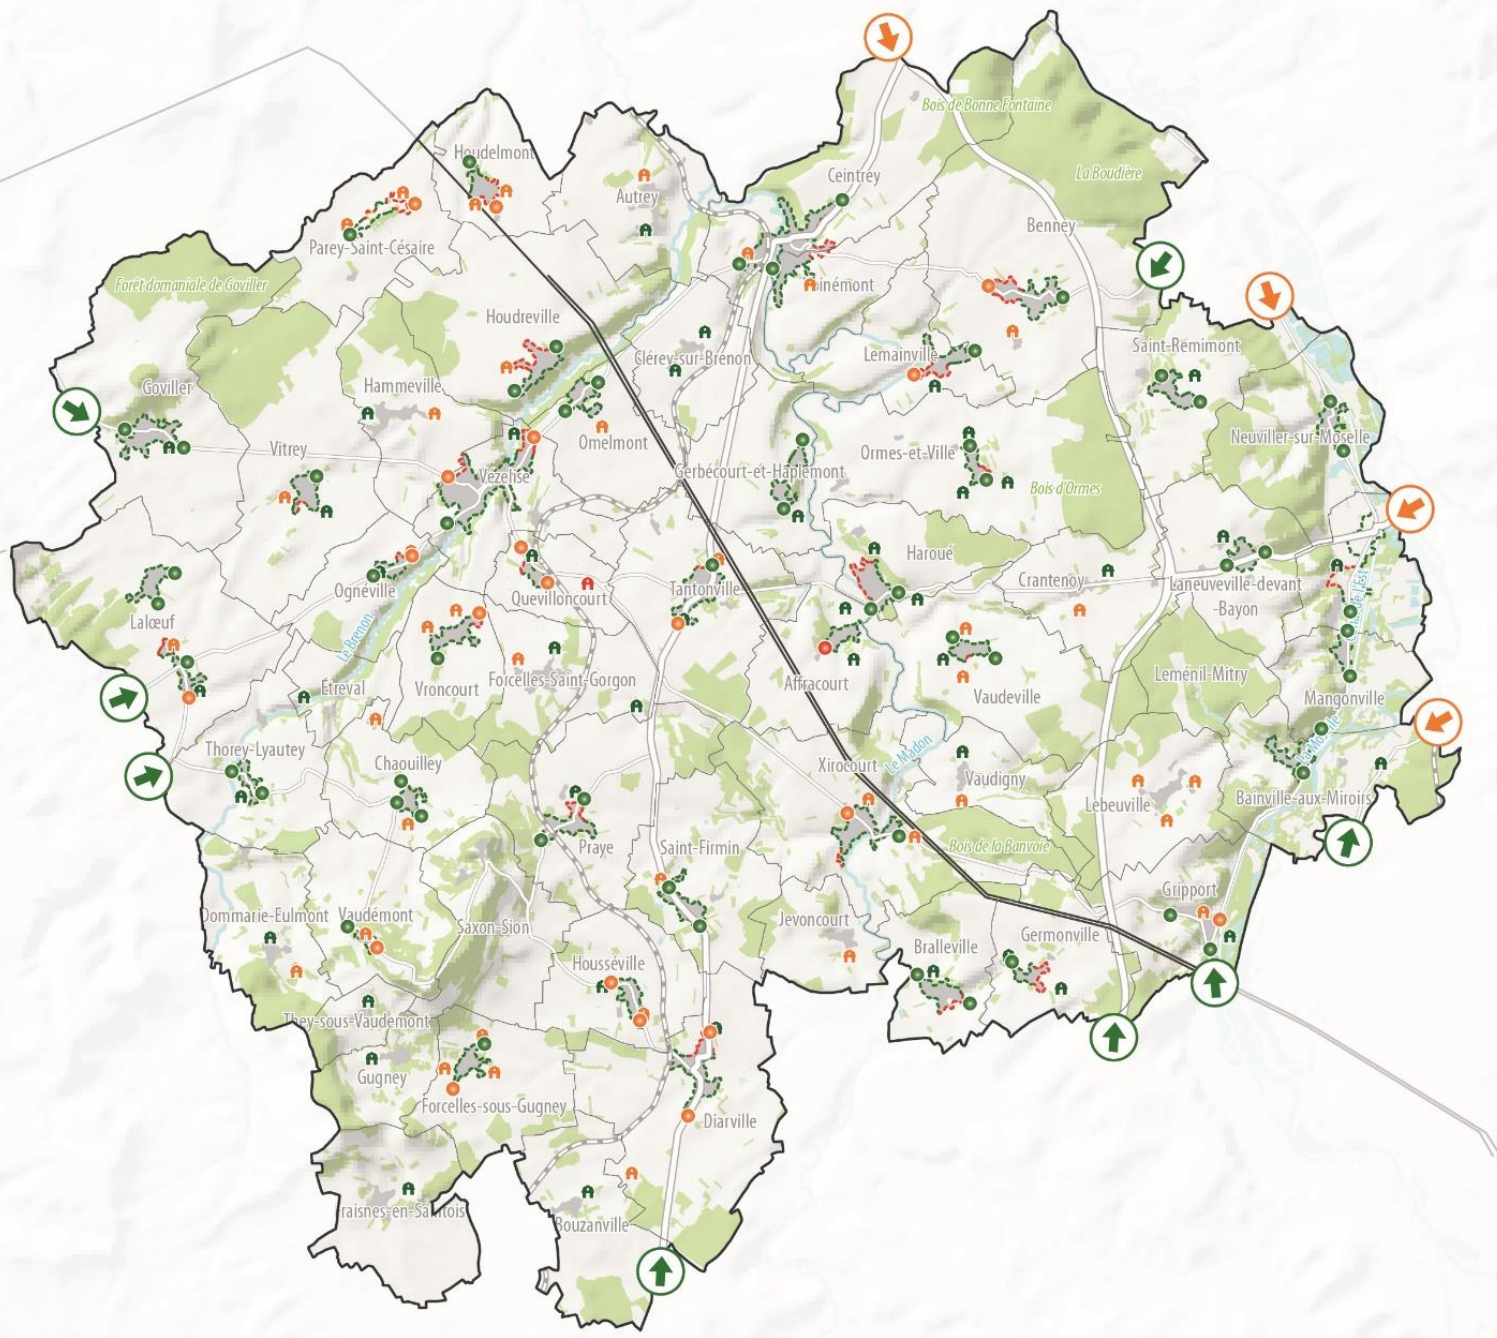 Bois de Bonne Fontaine
Houdelmont
La Boudière
Ceintrey
Autrey
Benney
Parey-Saint-Césaire
Forêt domaniale de Goviller
Houdreville
Saint-Remimont
Lemainville
Clérey-sur-Brenon
Goviller
Hammeville
Neuviller-sur-Moselle
Omelmont
Vitrey
Ormes-et-Ville
Gerbécourt-et-Haplemont
Vézelise
Bois d'Ormes
Haroué
Crantenoy
Laneuveville-devant
-Bayon
Ognéville
Tantonville
Quevilloncourt
Lalœuf
Le Brenon
Leménil-Mitry
Forcelles-Saint-Gorgon
Affracourt
Étreval
Vroncourt
Vaudeville
Mangonville
Thorey-Lyautey
Le Madon
Chaouilley
Xirocourt
Vaudigny
Bainville-aux-Miroirs
Lebeuville
Praye
Saint-Firmin
Bois de la Banvoie
Gripport
Dommarie-Eulmont
Vaudémont
Saxon-Sion
Jevoncourt
Germonville
Bralleville
Housséville
They-sous-Vaudemont
Gugney
Forcelles-sous-Gugney
Diarville
Bouzanville